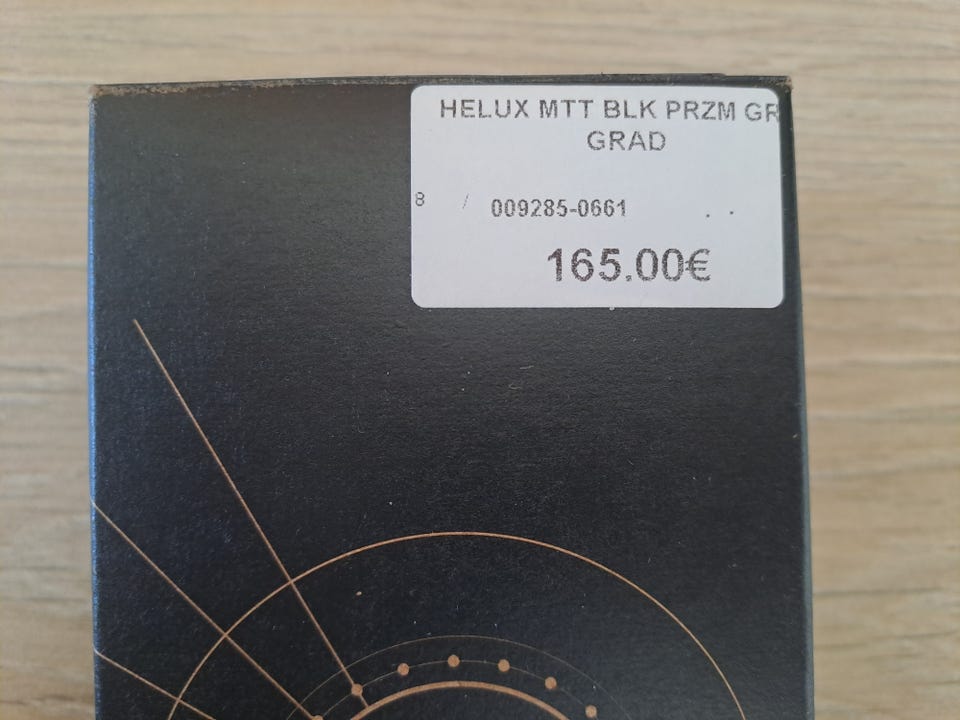 HELUX MTT BLK PRZM GR
GRAD
8 / 009285-0661
165.00€